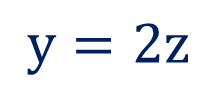 y = 2z